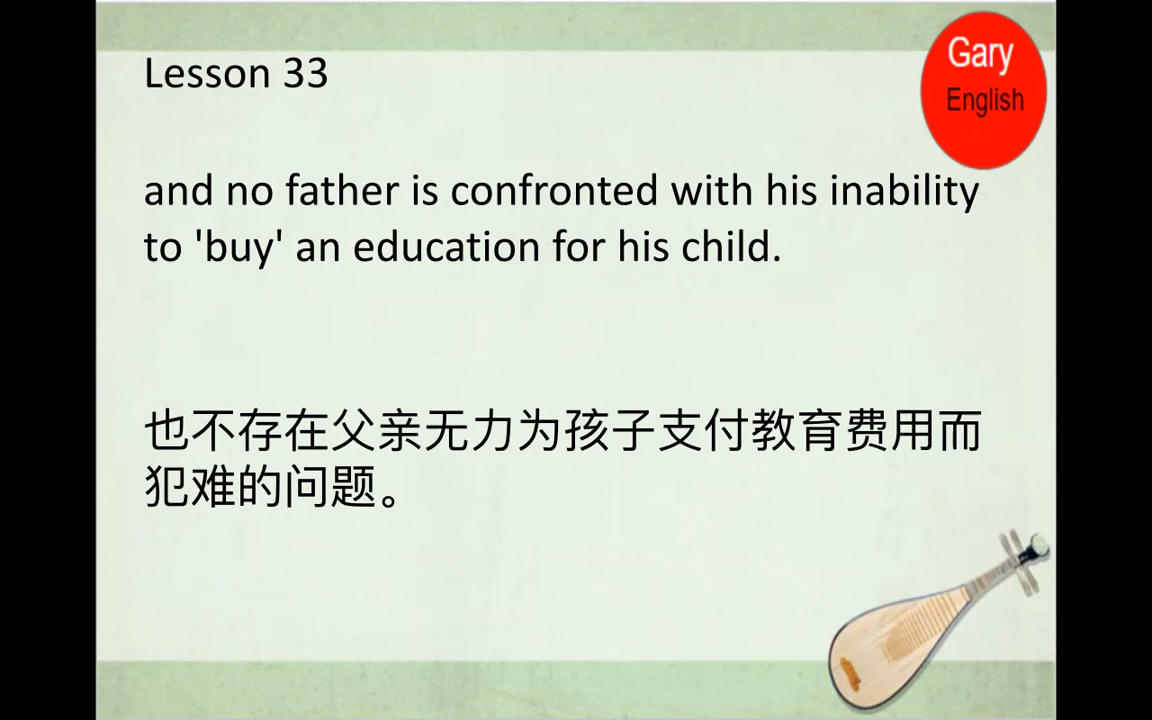 Lesson 33
Gary
English
and no father is confronted with his inability
to 'buy' an education for his child.
也不存在父亲无力为孩子支付教育费用而
犯难的问题。